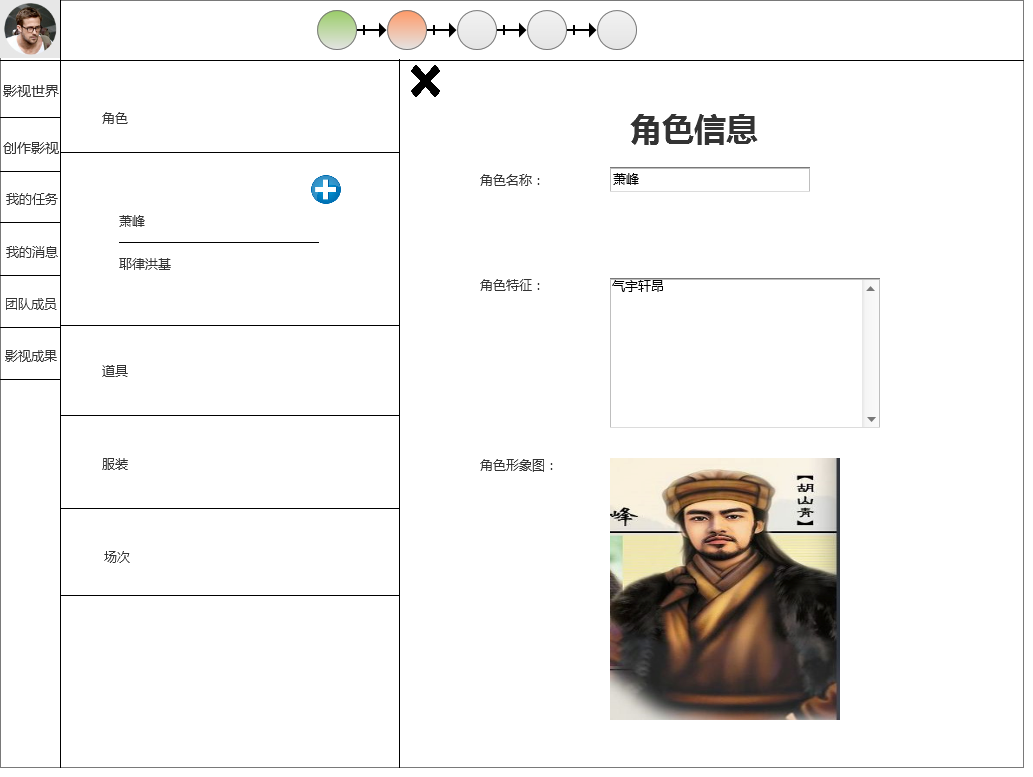 影视世界
创作影视
我的任务
我的消息
团队成员
影视成果
角色
萧峰
耶律洪基
道具
服装
场次
角色信息
角色名称：
萧峰
角色特征：
气宇轩昂
角色形象图：
峰
【胡山青】